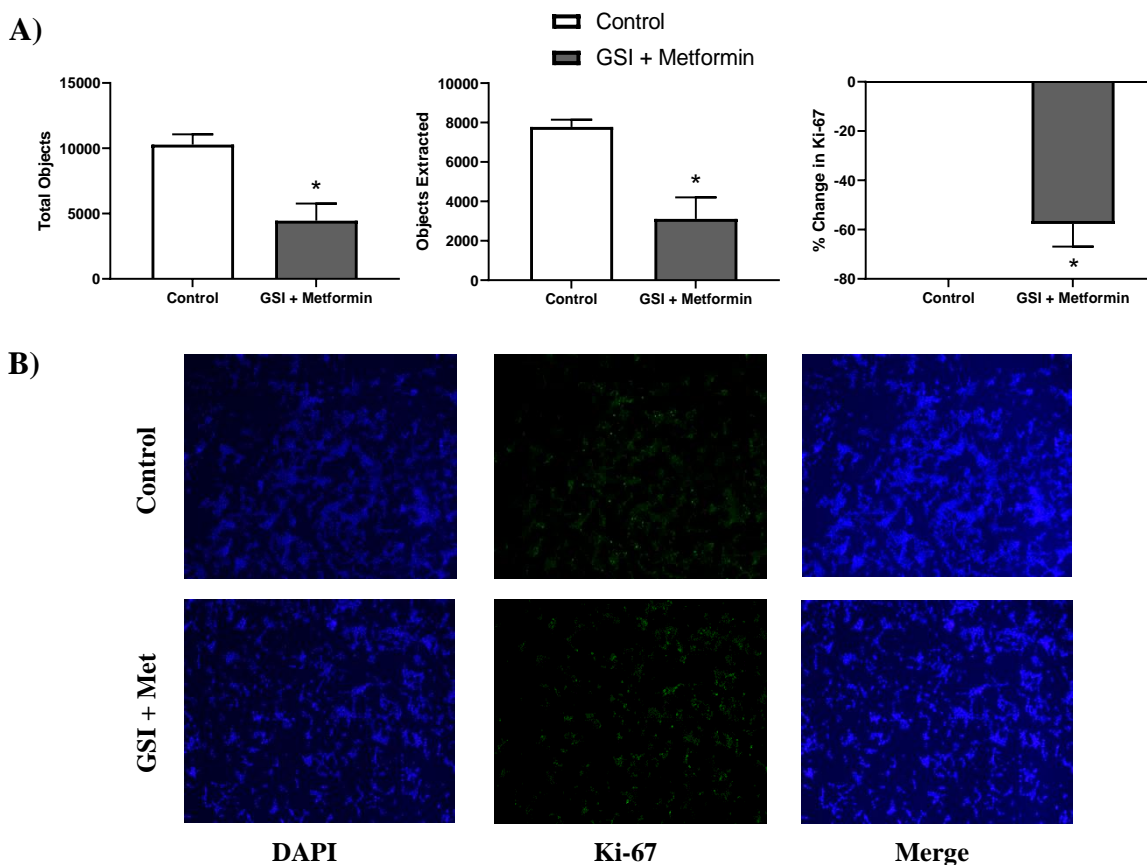 A)
Control
GSI + Metformin
Total Objects
15000
10000
5000
0
*
Control
GSI + Metformin
Objects Extracted
10000
8000
6000
4000
2000
0
*
Control
GSI + Metformin
% Change in Ki-67
0
-20
-40
-60
-80
*
Control
GSI + Metformin
B)
Control
GSI + Met
DAPI
Ki-67
Merge